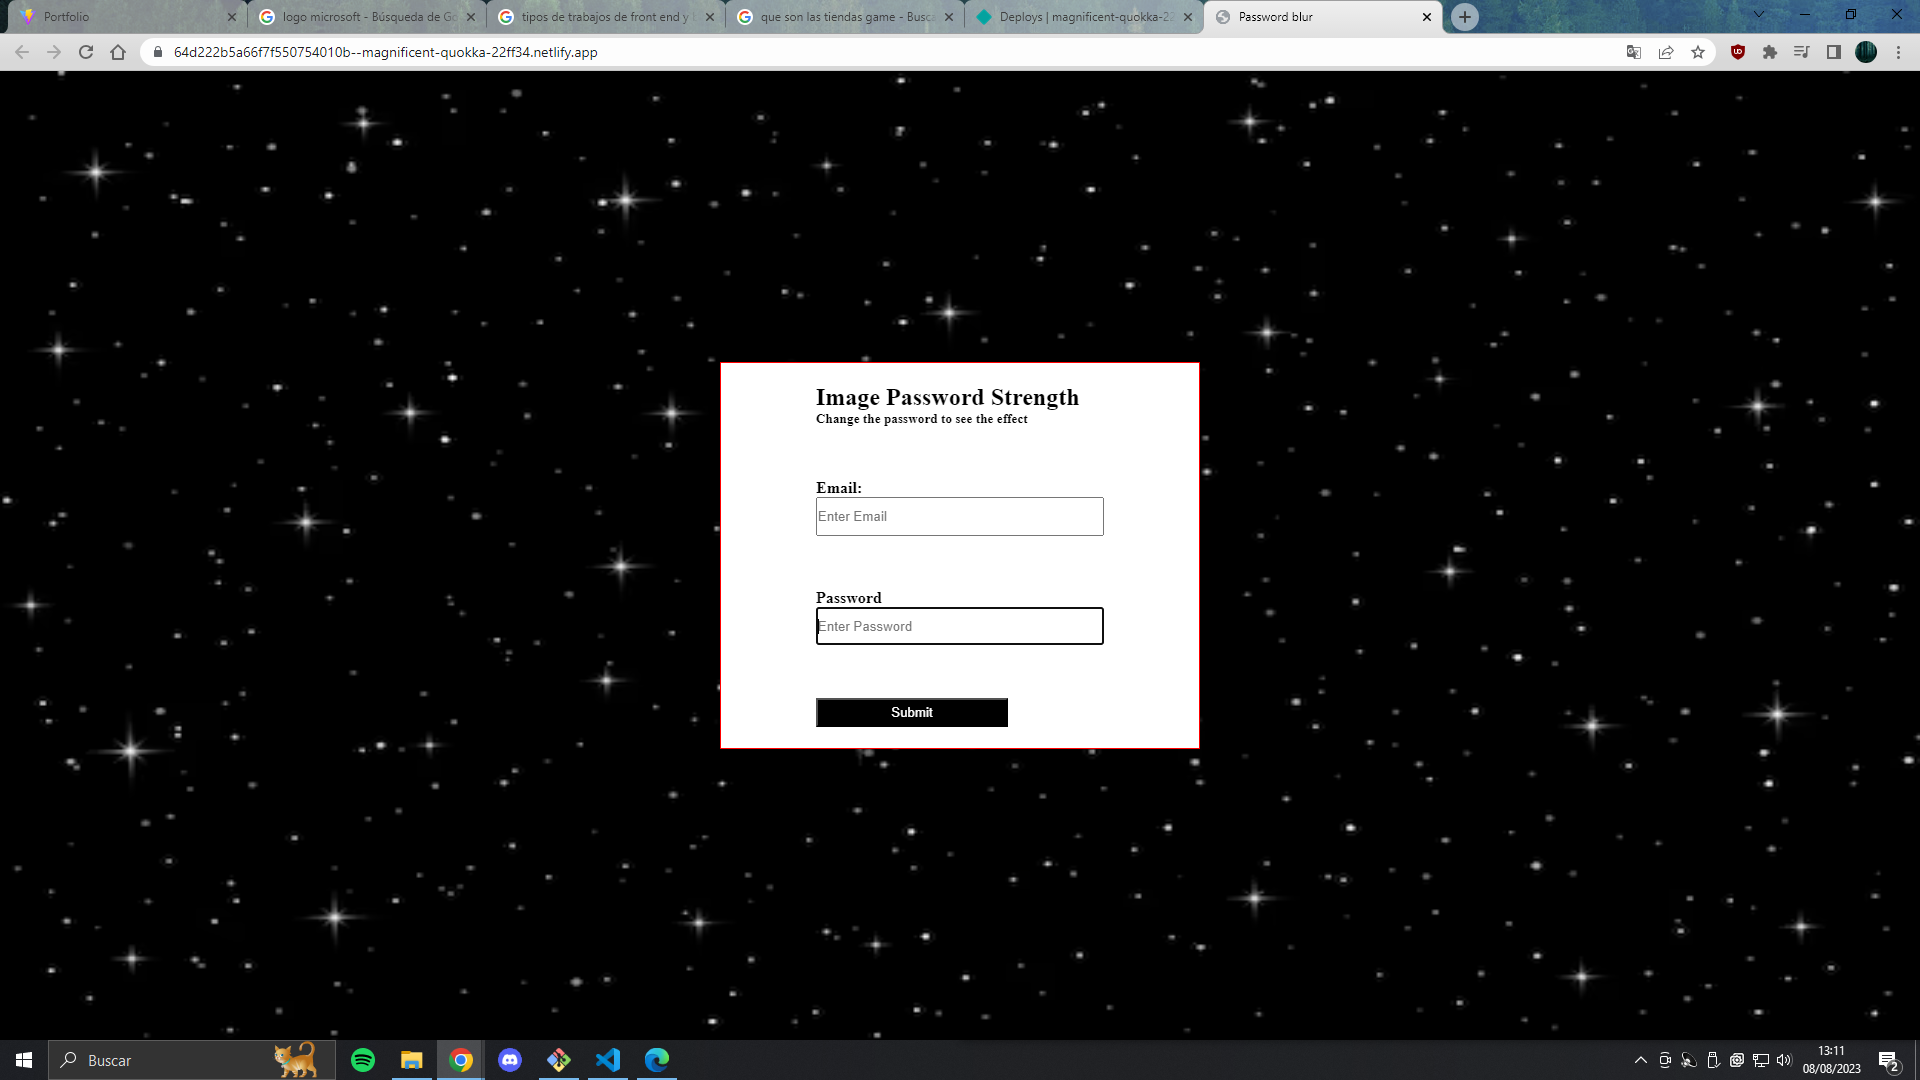 Portfolio
logo microsoft - Búsqueda de Go
tipos de trabajos de front end y b
que son las tiendas game - Busca
Deploys | magnificent-quokka-22
Password blur
64d222b5a66f7f550754010b--magnificent-quokka-22ff34.netlify.app
Image Password Strength
Change the password to see the effect
Email:
Enter Email
Password
Enter Password
Submit
Buscar
13:11
08/08/2023
2